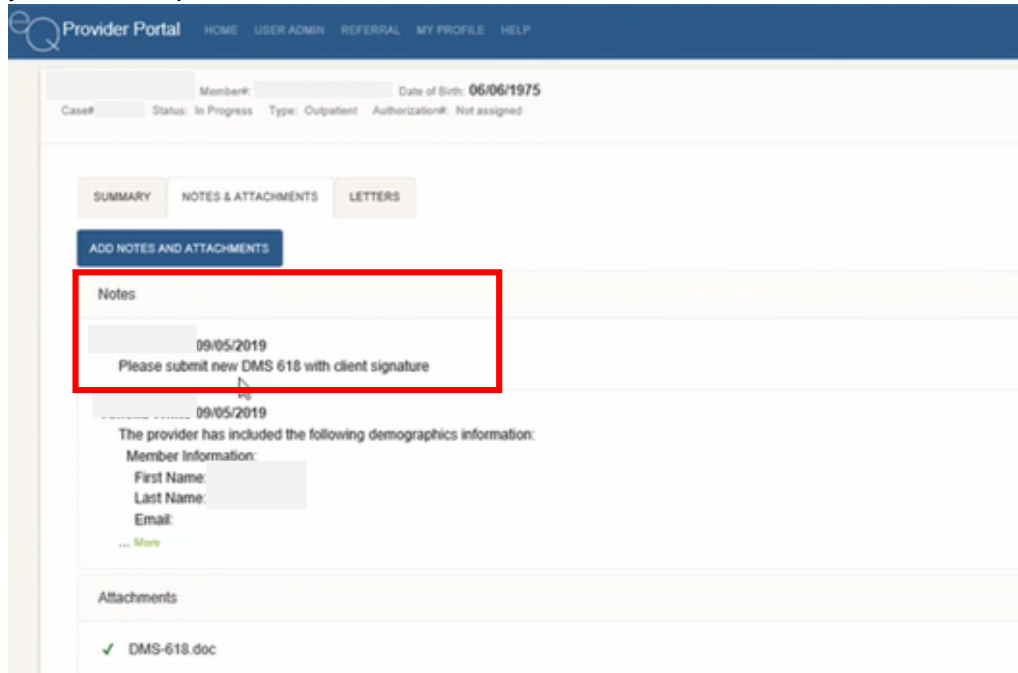 eQ Provider Portal HOME USER ADMIN REFERRAL MY PROFILE HELP
Member#: Date of Birth: 06/06/1975
Case# Status: In Progress Type: Outpatient Authorization#: Not assigned
SUMMARY NOTES & ATTACHMENTS LETTERS
ADD NOTES AND ATTACHMENTS
Notes
09/05/2019
Please submit new DMS 618 with client signature
09/05/2019
The provider has included the following demographics information:
Member Information:
First Name:
Last Name:
Email:
... More
Attachments
✓ DMS-618.doc